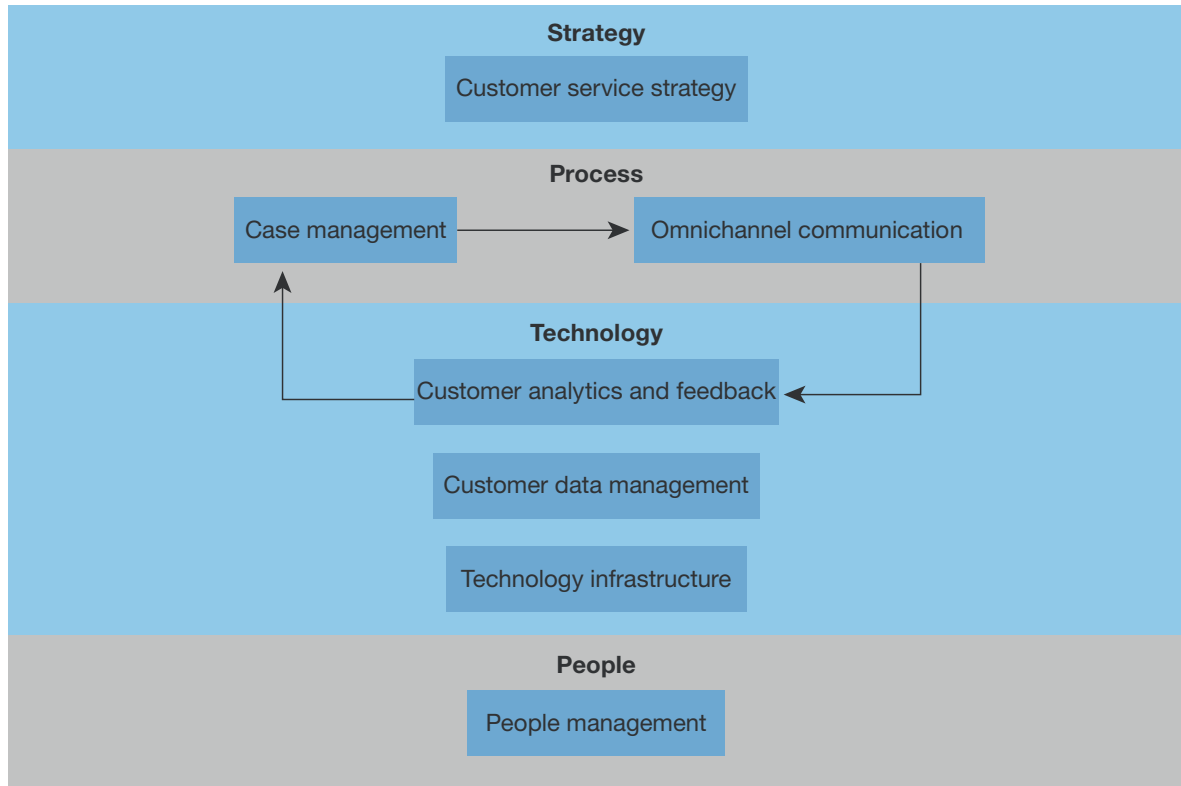 Strategy
Customer service strategy
Process
Case management
Omnichannel communication
Technology
Customer analytics and feedback
Customer data management
Technology infrastructure
People
People management